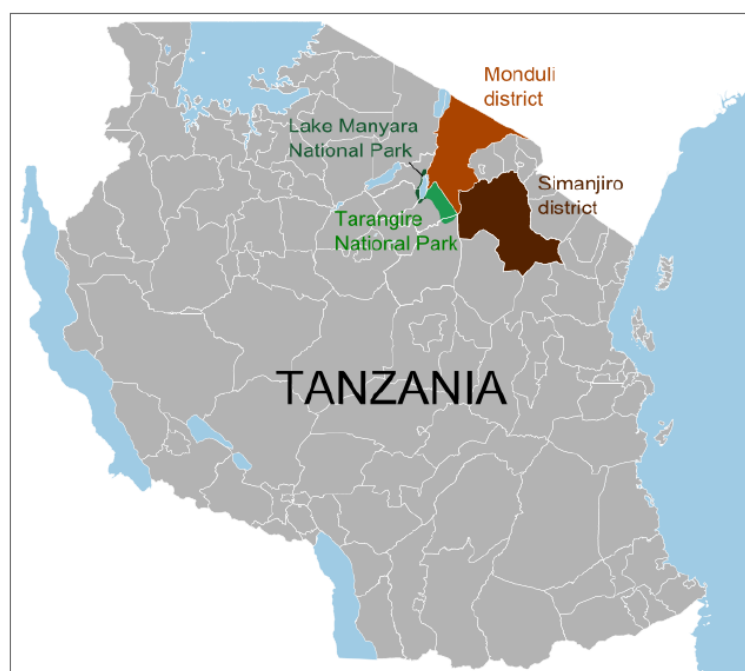 Monduli
district
Lake Manyara
National Park
Simanjiro
district
Tarangire
National Park
TANZANIA